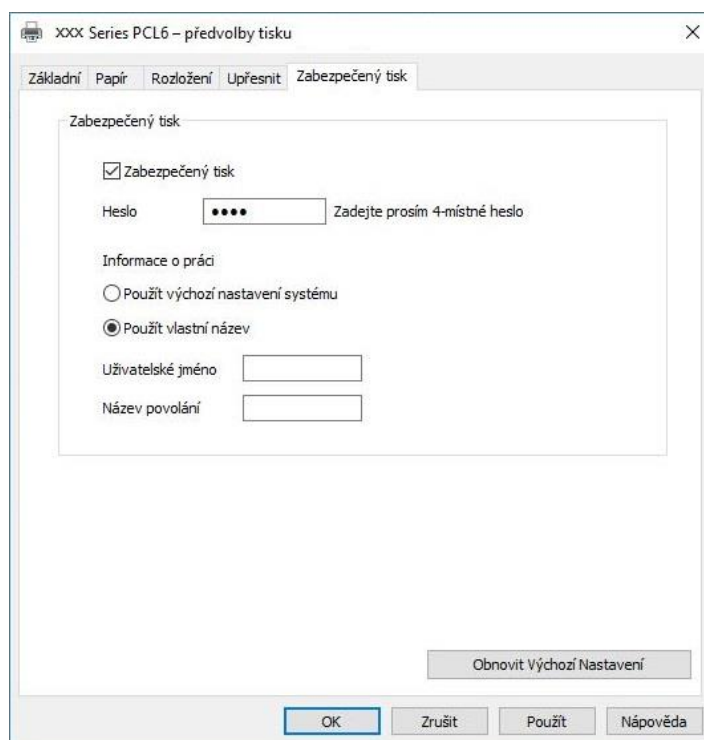 XXX Series PCL6 – předvolby tisku
Základní Papír Rozložení Upřesnit Zabezpečený tisk
Zabezpečený tisk
Zabezpečený tisk
Heslo •••• Zadejte prosím 4-místné heslo
Informace o práci
Použít výchozí nastavení systému
Použít vlastní název
Uživatelské jméno
Název povolání
Obnovit Výchozí Nastavení
OK Zrušit Použít Nápověda